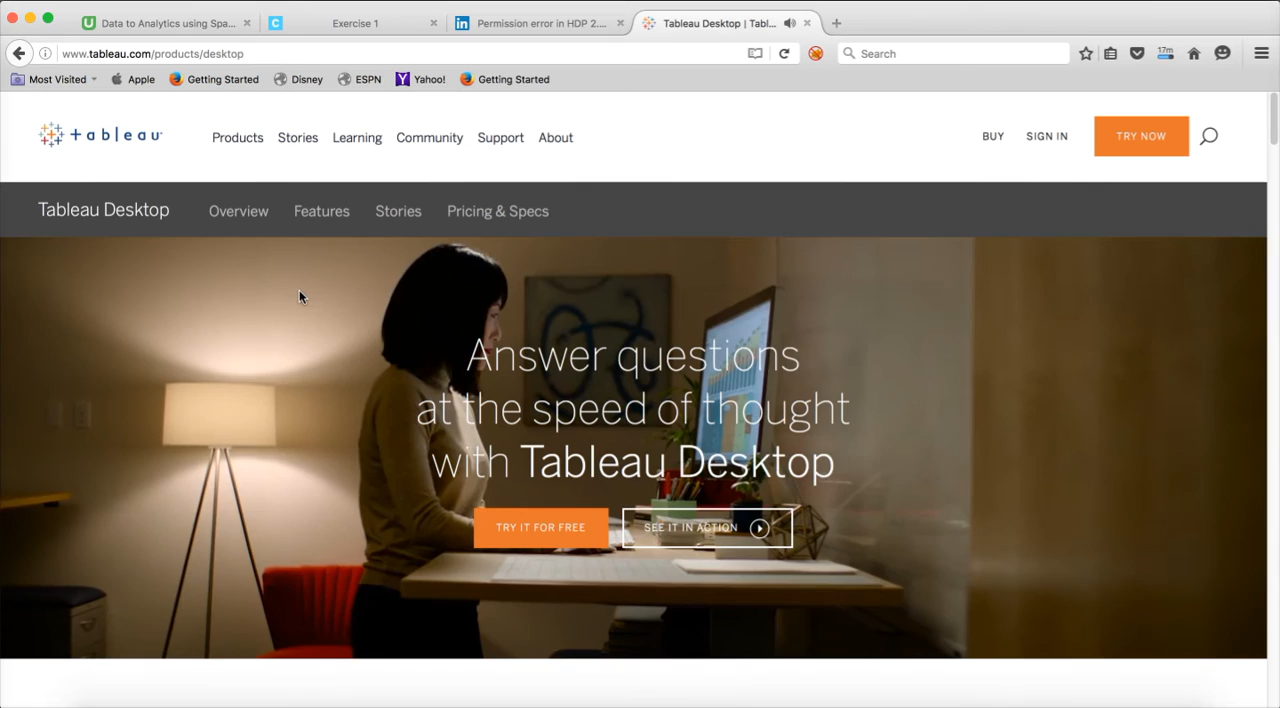 Data to Analytics using Spa...
Exercise 1
Permission error in HDP 2....
Tableau Desktop | Tabl...
www.tableau.com/products/desktop
17m
Search
Most Visited
Apple
Getting Started
Disney
ESPN
Yahoo!
Getting Started
tableau
Products
Stories
Learning
Community
Support
About
BUY
SIGN IN
TRY NOW
Tableau Desktop
Overview
Features
Stories
Pricing & Specs
Answer questions
at the speed of thought
with Tableau Desktop
TRY IT FOR FREE
SEE IT IN ACTION